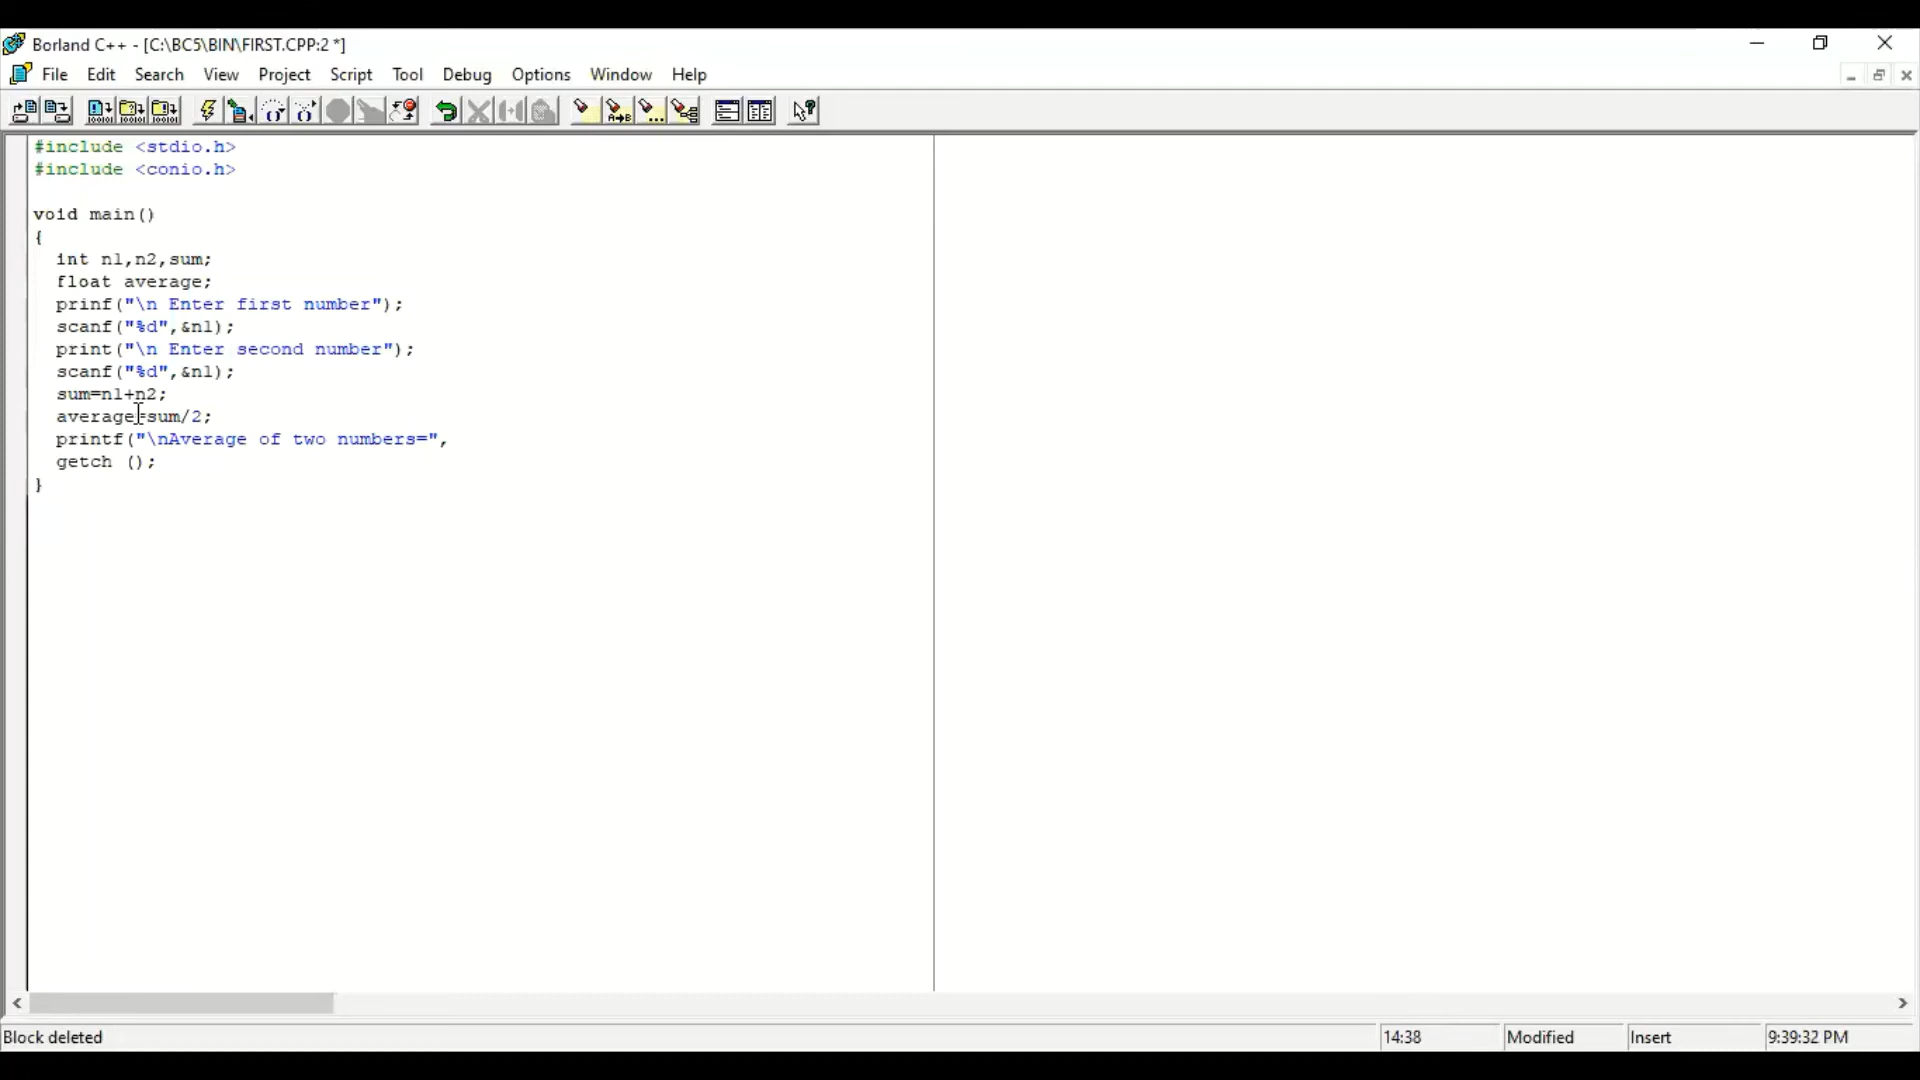 Borland C++ - [C:\BC5\BIN\FIRST.CPP:2 *]
File Edit Search View Project Script Tool Debug Options Window Help
#include <stdio.h>
#include <conio.h>
void main()
{
int n1,n2,sum;
float average;
prinf("\n Enter first number");
scanf("%d",&n1);
print("\n Enter second number");
scanf("%d",&n1);
sum=n1+n2;
average=sum/2;
printf("\nAverage of two numbers=",
getch ();
}
Block deleted 14:38 Modified Insert 9:39:32 PM